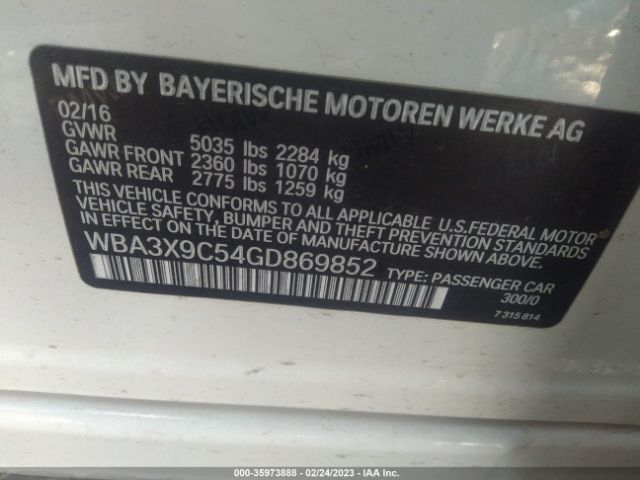 MFD BY BAYERISCHE MOTOREN WERKE AG
02/16
GVWR 5035 lbs 2284 kg
GAWR FRONT 2360 lbs 1070 kg
GAWR REAR 2775 lbs 1259 kg
THIS VEHICLE CONFORMS TO ALL APPLICABLE U.S.FEDERAL MOTOR
VEHICLE SAFETY, BUMPER AND THEFT PREVENTION STANDARDS
IN EFFECT ON THE DATE OF MANUFACTURE SHOWN ABOVE.
WBA3X9C54GD869852 TYPE: PASSENGER CAR
300/0
7 315 814
000-35973888 - 02/24/2023 - IAA Inc.